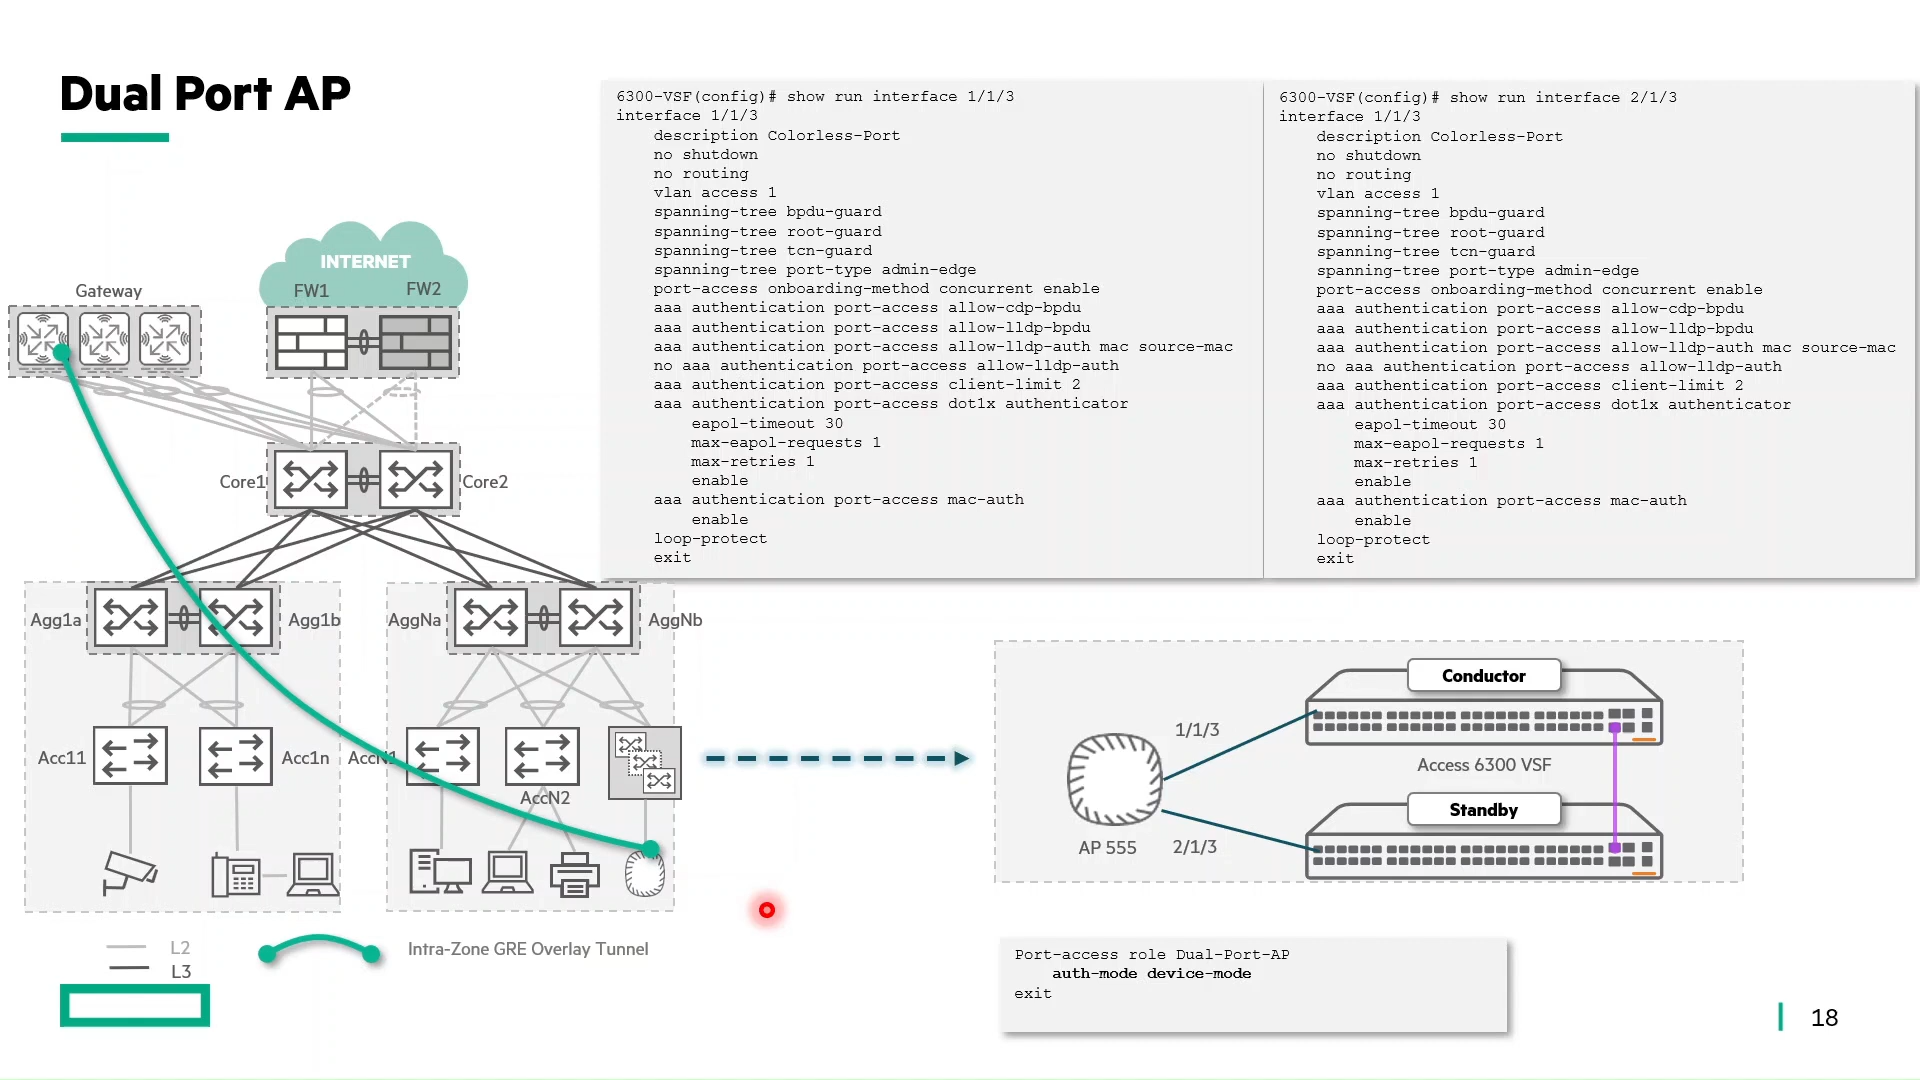 Dual Port AP
6300-VSF(config)# show run interface 1/1/3
interface 1/1/3
    description Colorless-Port
    no shutdown
    no routing
    vlan access 1
    spanning-tree bpdu-guard
    spanning-tree root-guard
    spanning-tree tcn-guard
    spanning-tree port-type admin-edge
    port-access onboarding-method concurrent enable
    aaa authentication port-access allow-cdp-bpdu
    aaa authentication port-access allow-lldp-bpdu
    aaa authentication port-access allow-lldp-auth mac source-mac
    no aaa authentication port-access allow-lldp-auth
    aaa authentication port-access client-limit 2
    aaa authentication port-access dot1x authenticator
        eapol-timeout 30
        max-eapol-requests 1
        max-retries 1
        enable
    aaa authentication port-access mac-auth
        enable
    loop-protect
    exit
6300-VSF(config)# show run interface 2/1/3
interface 1/1/3
    description Colorless-Port
    no shutdown
    no routing
    vlan access 1
    spanning-tree bpdu-guard
    spanning-tree root-guard
    spanning-tree tcn-guard
    spanning-tree port-type admin-edge
    port-access onboarding-method concurrent enable
    aaa authentication port-access allow-cdp-bpdu
    aaa authentication port-access allow-lldp-bpdu
    aaa authentication port-access allow-lldp-auth mac source-mac
    no aaa authentication port-access allow-lldp-auth
    aaa authentication port-access client-limit 2
    aaa authentication port-access dot1x authenticator
        eapol-timeout 30
        max-eapol-requests 1
        max-retries 1
        enable
    aaa authentication port-access mac-auth
        enable
    loop-protect
    exit
INTERNET
FW1 FW2
Gateway
Core1 Core2
Agg1a Agg1b AggNa AggNb
Acc11 Acc1n AccN1
AccN2
L2
L3
Intra-Zone GRE Overlay Tunnel
Conductor
1/1/3
Access 6300 VSF
Standby
AP 555
2/1/3
Port-access role Dual-Port-AP
    auth-mode device-mode
exit
18